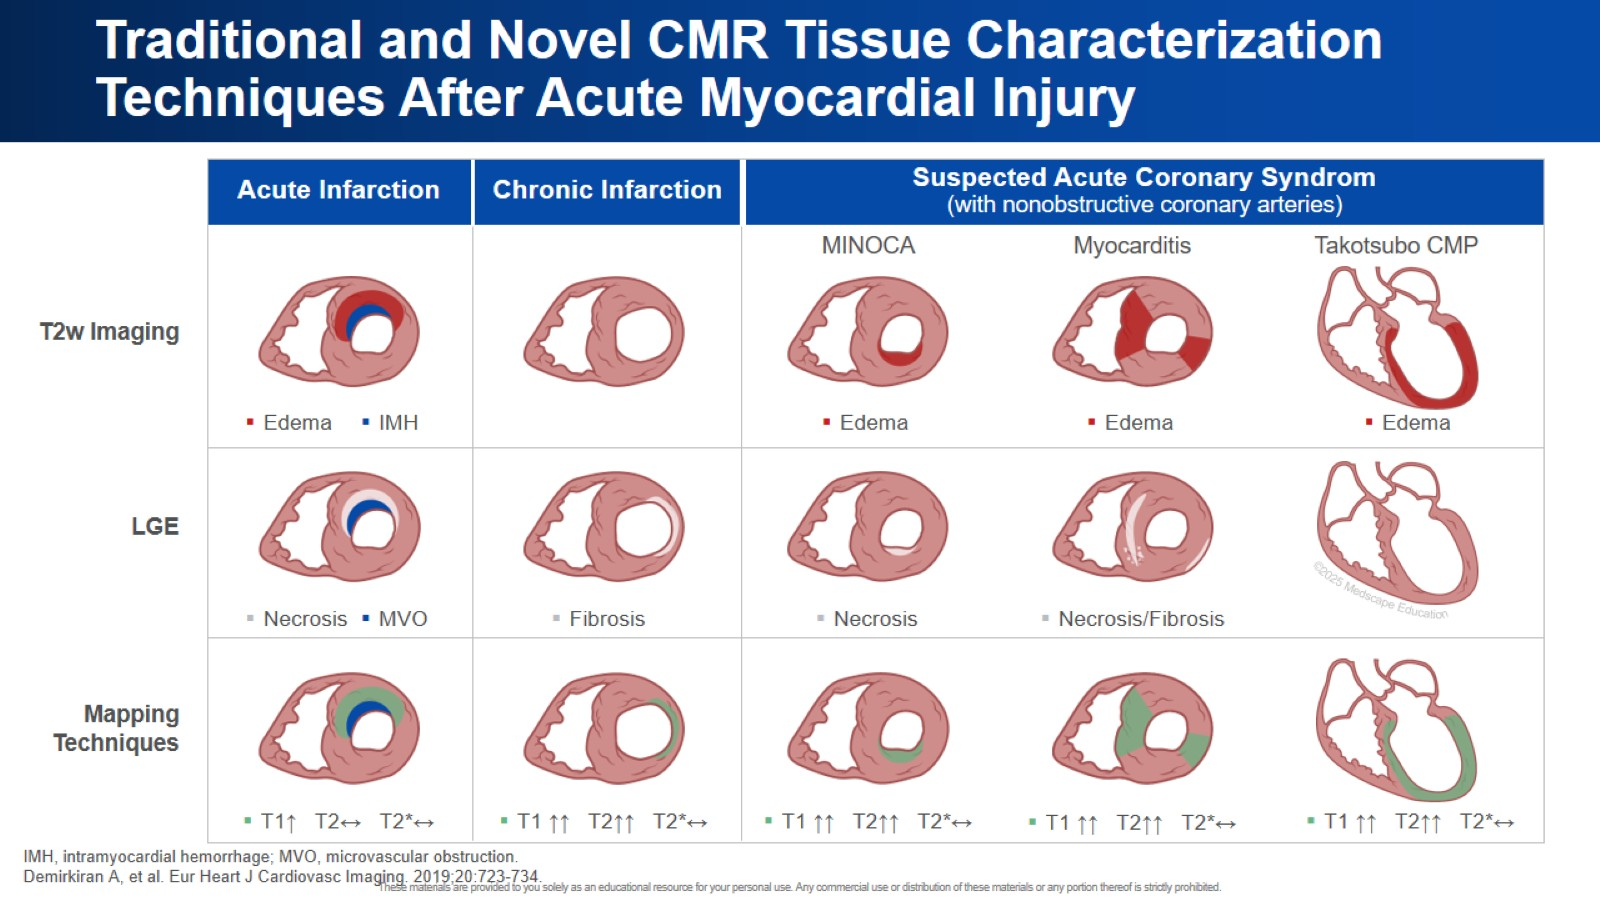 Traditional and Novel CMR Tissue Characterization
Techniques After Acute Myocardial Injury
Acute Infarction
Chronic Infarction
Suspected Acute Coronary Syndrom
(with nonobstructive coronary arteries)
MINOCA
Myocarditis
Takotsubo CMP
T2w Imaging
▪ Edema ▪ IMH
▪ Edema
▪ Edema
▪ Edema
LGE
▪ Necrosis ▪ MVO
▪ Fibrosis
▪ Necrosis
▪ Necrosis/Fibrosis
©2025 Medscape Education
Mapping
Techniques
▪ T1↑ T2↔ T2*↔
▪ T1 ↑↑ T2↑↑ T2*↔
▪ T1 ↑↑ T2↑↑ T2*↔
▪ T1 ↑↑ T2↑↑ T2*↔
▪ T1 ↑↑ T2↑↑ T2*↔
IMH, intramyocardial hemorrhage; MVO, microvascular obstruction.
Demirkiran A, et al. Eur Heart J Cardiovasc Imaging. 2019;20:723-734.
These materials are provided to you solely as an educational resource for your personal use. Any commercial use or distribution of these materials or any portion thereof is strictly prohibited.